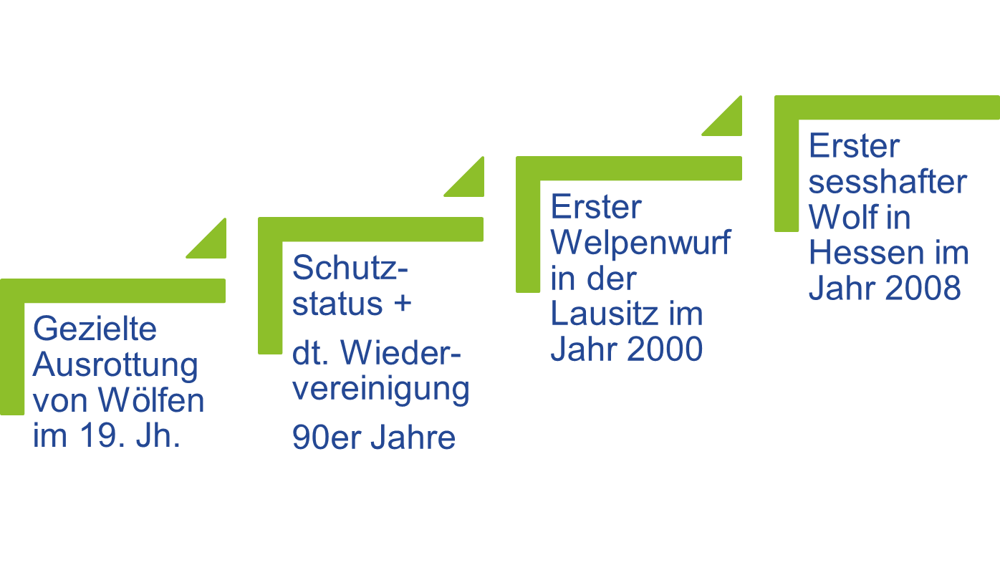 Gezielte
Ausrottung
von Wölfen
im 19. Jh.
Schutz-
status +
dt. Wieder-
vereinigung
90er Jahre
Erster
Welpenwurf
in der
Lausitz im
Jahr 2000
Erster
sesshafter
Wolf in
Hessen im
Jahr 2008